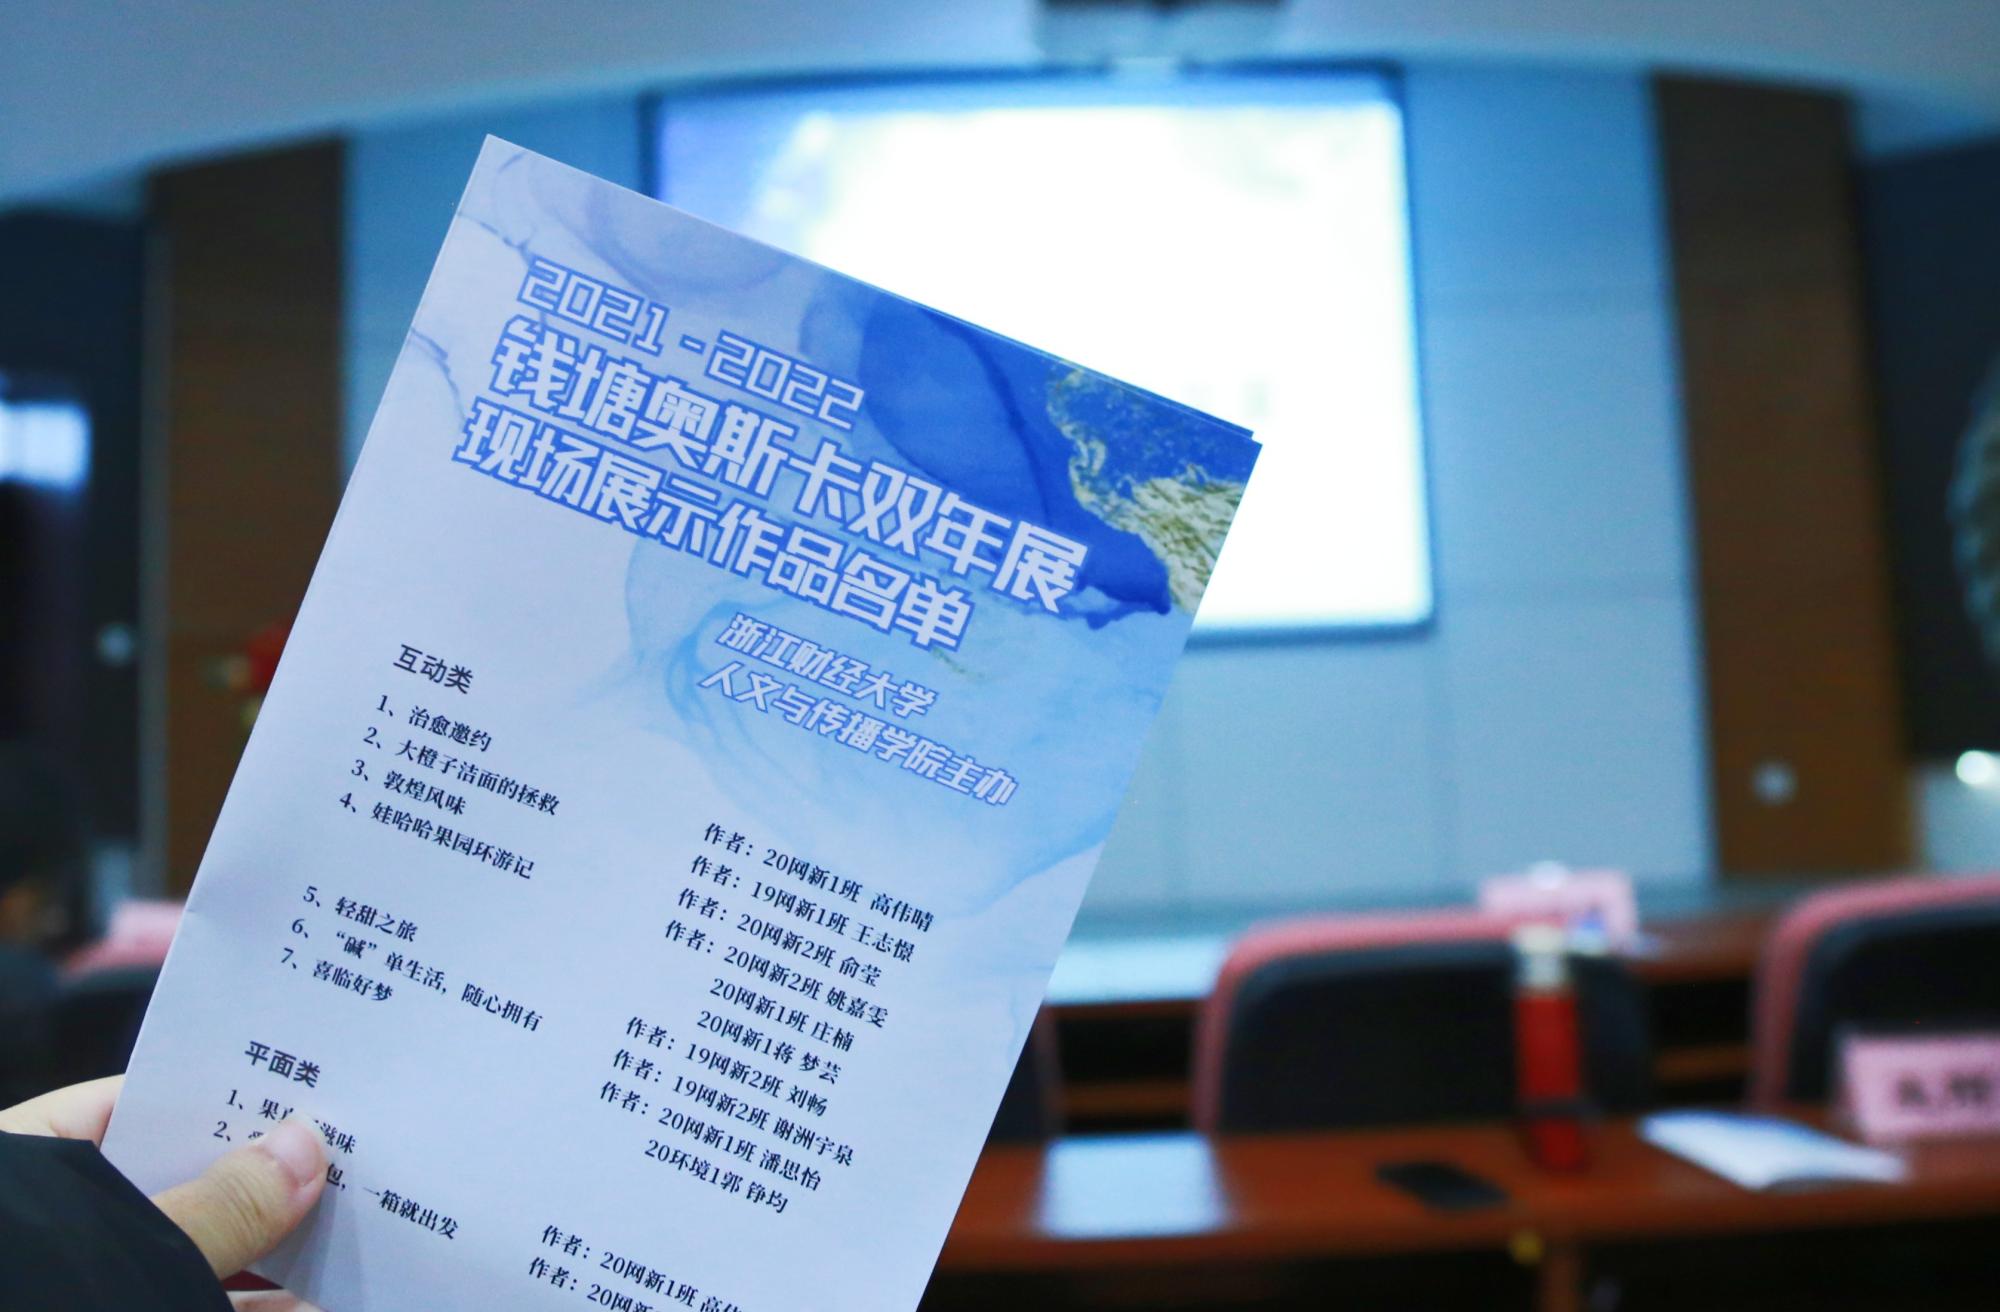 2021-2022
钱塘奥斯卡双年展
现场展示作品名单
浙江财经大学
人文与传播学院主办
互动类
1、治愈邀约
2、大橙子洁面的拯救
3、敦煌风味
4、娃哈哈果园环游记
5、轻甜之旅
6、“碱”单生活，随心拥有
7、喜临好梦
作者：20网新1班 高伟晴
作者：19网新1班 王志憬
作者：20网新2班 俞莹
作者：20网新2班 姚嘉雯
20网新1班 庄楠
20网新1蒋 梦芸
作者：19网新2班 刘畅
作者：19网新2班 谢洲宇泉
作者：20网新1班 潘思怡
20环境1郭 铮均
平面类
1、果 滋味
2、 包，一箱就出发
作者：20网新1班 高伟
作者：20网新